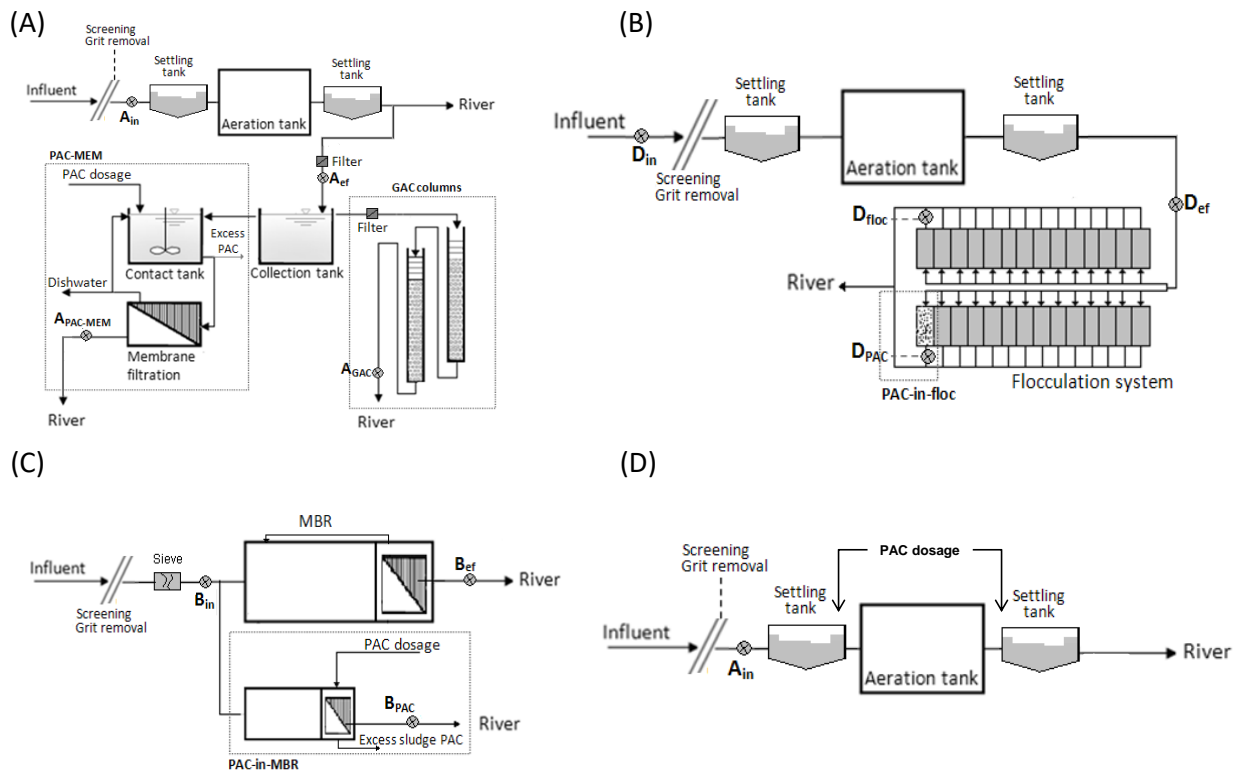 (A)
Screening
Grit removal
Settling
tank
Settling
tank
Influent
River
A_in
Aeration tank
PAC-MEM
Filter
PAC dosage
A_ef
GAC columns
Filter
Excess
PAC
Contact tank
Collection tank
Dishwater
A_PAC-MEM
Membrane
filtration
A_GAC
River
River
(B)
Settling
tank
Settling
tank
Influent
D_in
Aeration tank
Screening
Grit removal
D_ef
D_floc
River
D_PAC
Flocculation system
PAC-in-floc
(C)
MBR
Sieve
Influent
B_ef
River
B_in
Screening
Grit removal
PAC dosage
B_PAC
River
Excess sludge PAC
PAC-in-MBR
(D)
Screening
Grit removal
PAC dosage
Settling
tank
Settling
tank
Influent
River
A_in
Aeration tank